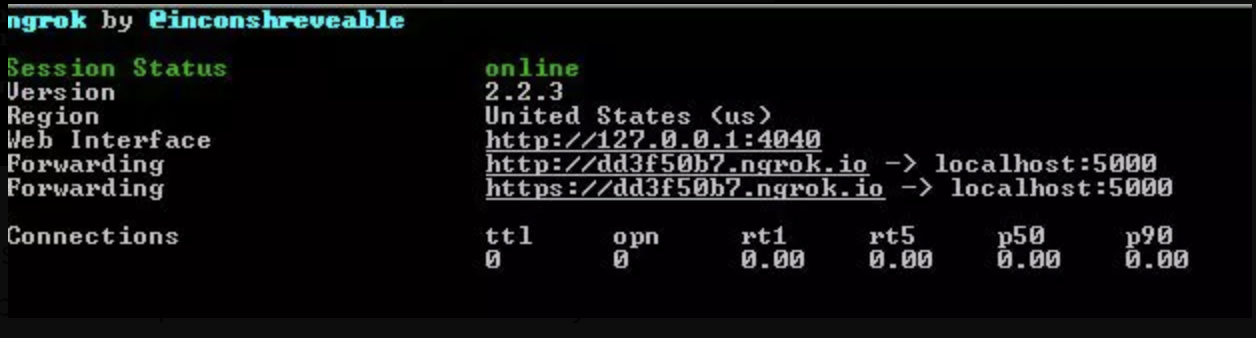 ngrok by @inconshreveable
Session Status online
Version 2.2.3
Region United States (us)
Web Interface http://127.0.0.1:4040
Forwarding http://dd3f50b7.ngrok.io -> localhost:5000
Forwarding https://dd3f50b7.ngrok.io -> localhost:5000
Connections ttl opn rt1 rt5 p50 p90
0 0 0.00 0.00 0.00 0.00